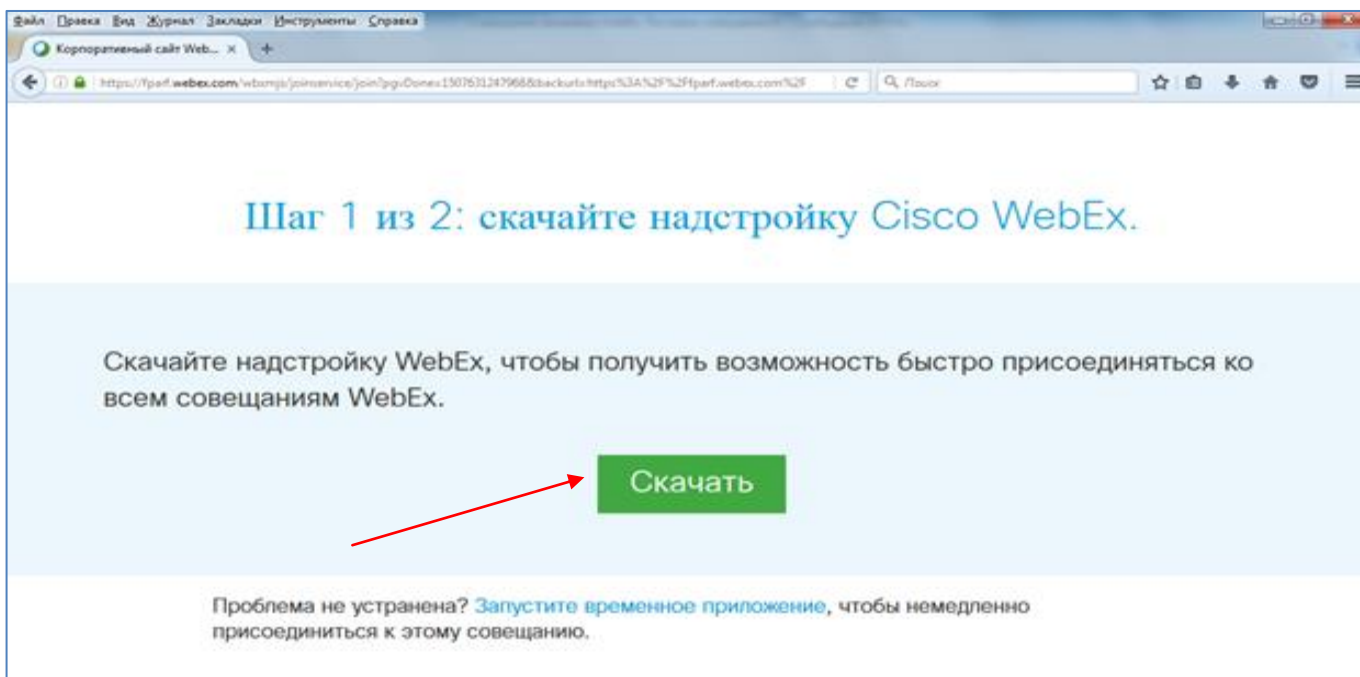 Файл Правка Вид Журнал Закладки Инструменты Справка
Корпоративный сайт Web... × +
Поиск
Шаг 1 из 2: скачайте надстройку Cisco WebEx.
Скачайте надстройку WebEx, чтобы получить возможность быстро присоединяться ко
всем совещаниям WebEx.
Скачать
Проблема не устранена? Запустите временное приложение, чтобы немедленно
присоединиться к этому совещанию.